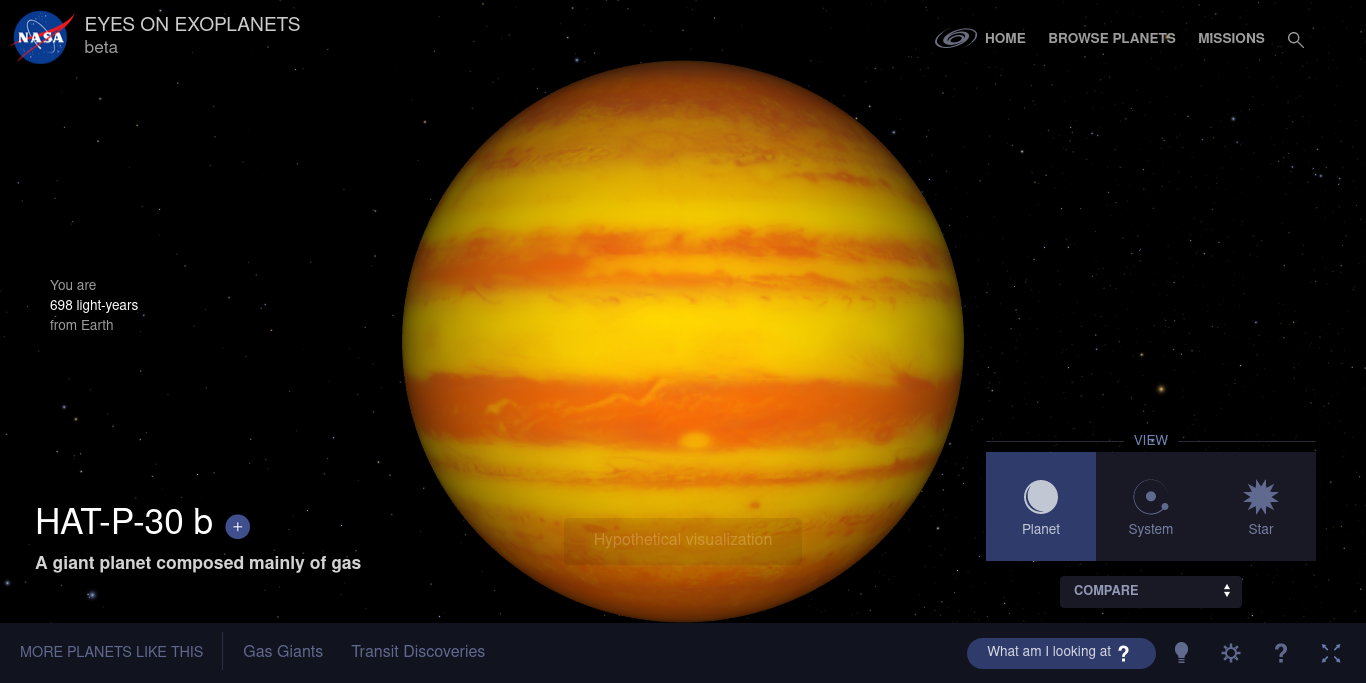 NASA
EYES ON EXOPLANETS
beta
HOME
BROWSE PLANETS
MISSIONS
You are
698 light-years
from Earth
VIEW
Planet
System
Star
HAT-P-30 b +
A giant planet composed mainly of gas
Hypothetical visualization
COMPARE
MORE PLANETS LIKE THIS
Gas Giants
Transit Discoveries
What am I looking at ?
?